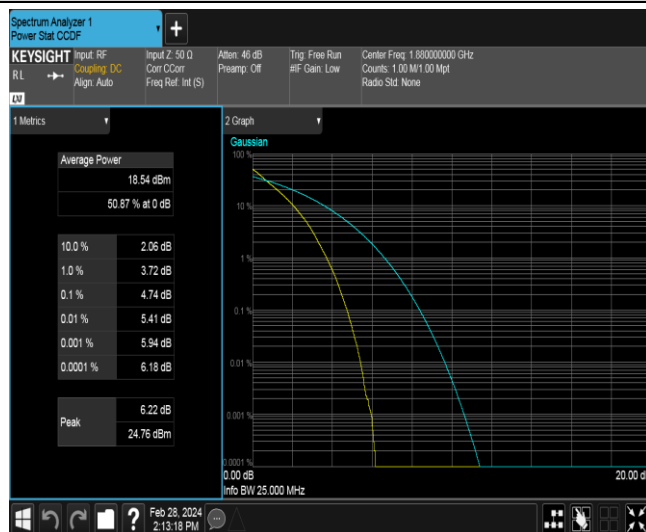 Spectrum Analyzer 1
Power Stat CCDF
KEYSIGHT
RL
LXI
Input: RF
Coupling: DC
Align: Auto
Input Z: 50 Ω
Corr CCorr
Freq Ref: Int (S)
Atten: 46 dB
Preamp: Off
Trig: Free Run
#IF Gain: Low
Center Freq: 1.880000000 GHz
Counts: 1.00 M/1.00 Mpt
Radio Std: None
1 Metrics
Average Power
18.54 dBm
50.87 % at 0 dB
10.0 % 2.06 dB
1.0 % 3.72 dB
0.1 % 4.74 dB
0.01 % 5.41 dB
0.001 % 5.94 dB
0.0001 % 6.18 dB
Peak
6.22 dB
24.76 dBm
2 Graph
Gaussian
100 %
10 %
1 %
0.1 %
0.01 %
0.001 %
0.0001 %
0.00 dB
20.00 d
Info BW 25.000 MHz
?
Feb 28, 2024
2:13:18 PM